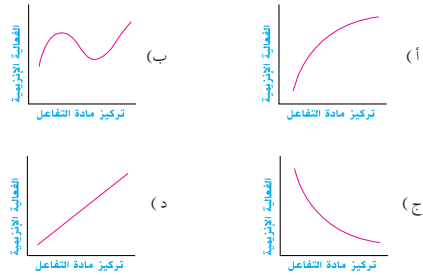 أ)
الفعالية الإنزيمية
تركيز مادة التفاعل
ب)
الفعالية الإنزيمية
تركيز مادة التفاعل
ج)
الفعالية الإنزيمية
تركيز مادة التفاعل
د)
الفعالية الإنزيمية
تركيز مادة التفاعل